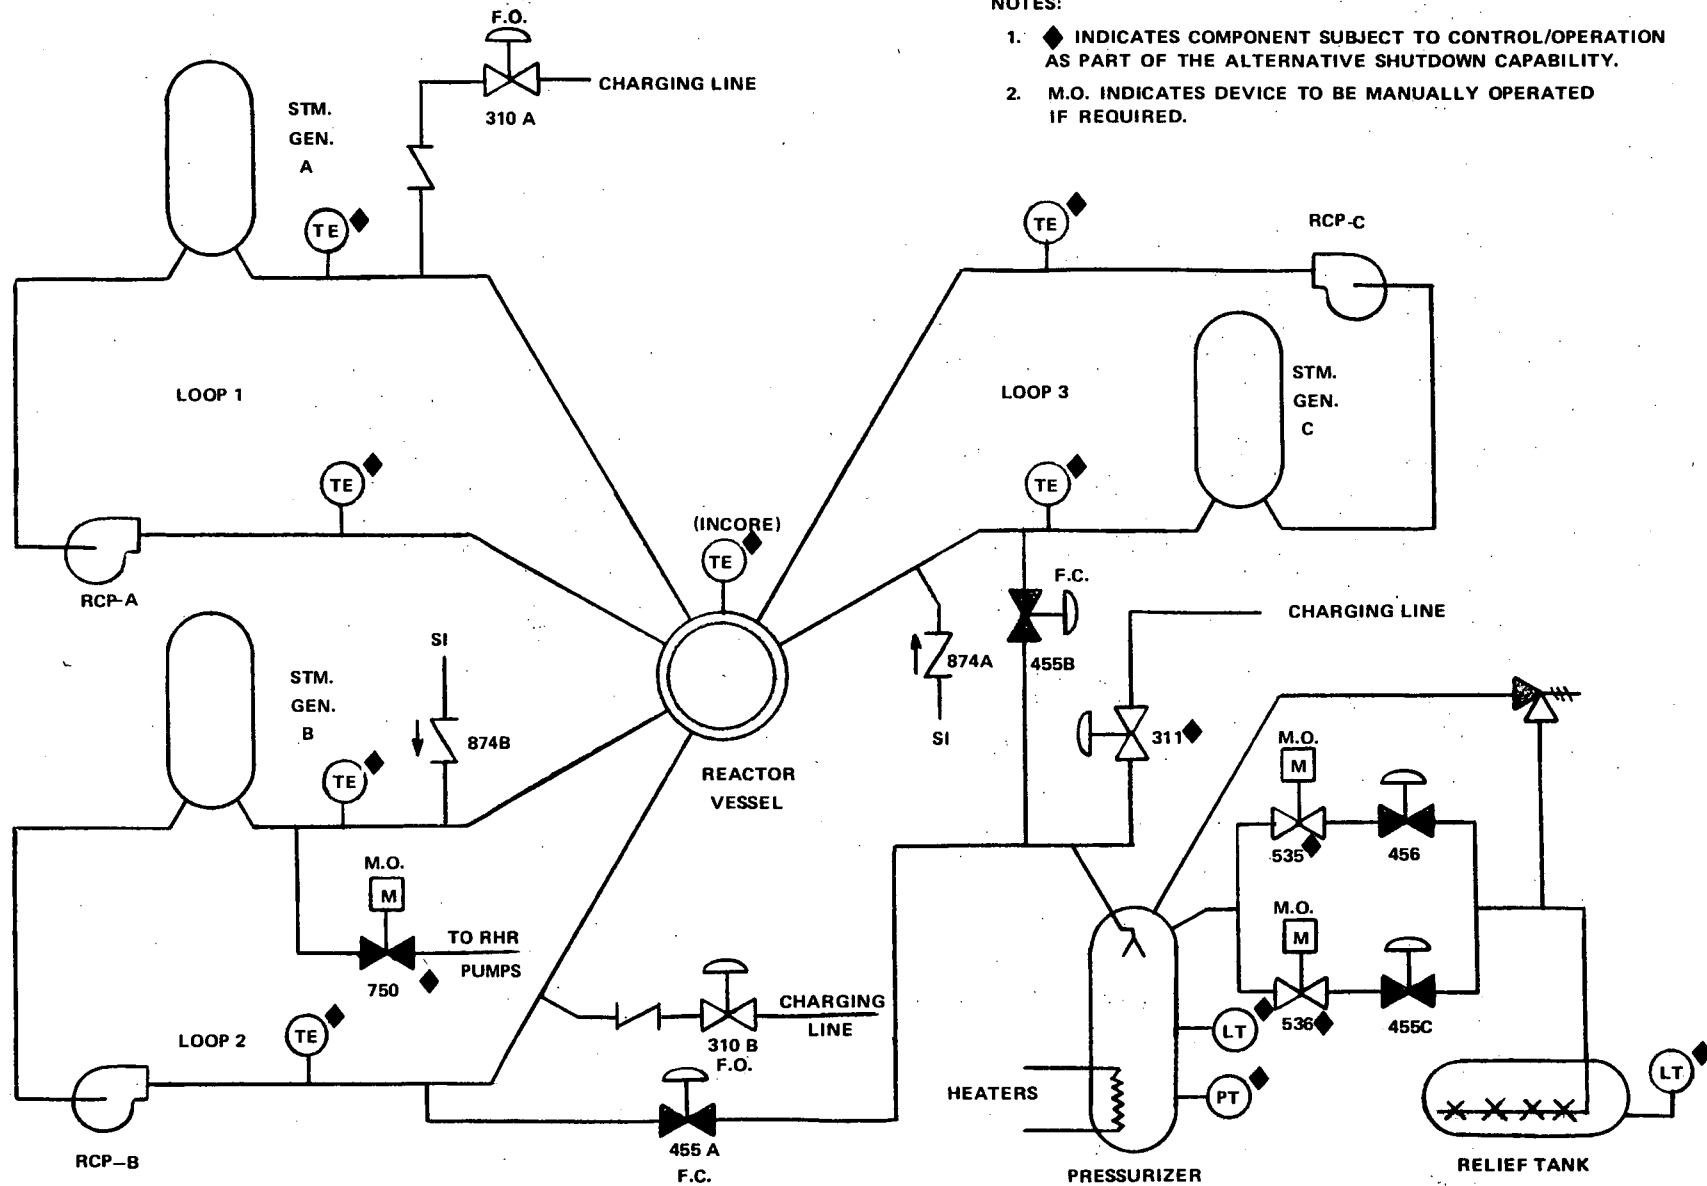 NOTES:
1. ◆ INDICATES COMPONENT SUBJECT TO CONTROL/OPERATION
AS PART OF THE ALTERNATIVE SHUTDOWN CAPABILITY.
2. M.O. INDICATES DEVICE TO BE MANUALLY OPERATED
IF REQUIRED.
F.O.
CHARGING LINE
310 A
STM.
GEN.
A
TE
LOOP 1
TE
RCP-A
TE
RCP-C
LOOP 3
STM.
GEN.
C
TE
(INCORE)
TE
REACTOR
VESSEL
F.C.
455B
874A
SI
CHARGING LINE
311
SI
874B
STM.
GEN.
B
TE
M.O.
M
TO RHR
PUMPS
750
LOOP 2
TE
RCP-B
CHARGING
LINE
310 B
F.O.
455 A
F.C.
M.O.
M
535
456
M.O.
M
536
455C
LT
PT
HEATERS
PRESSURIZER
LT
RELIEF TANK